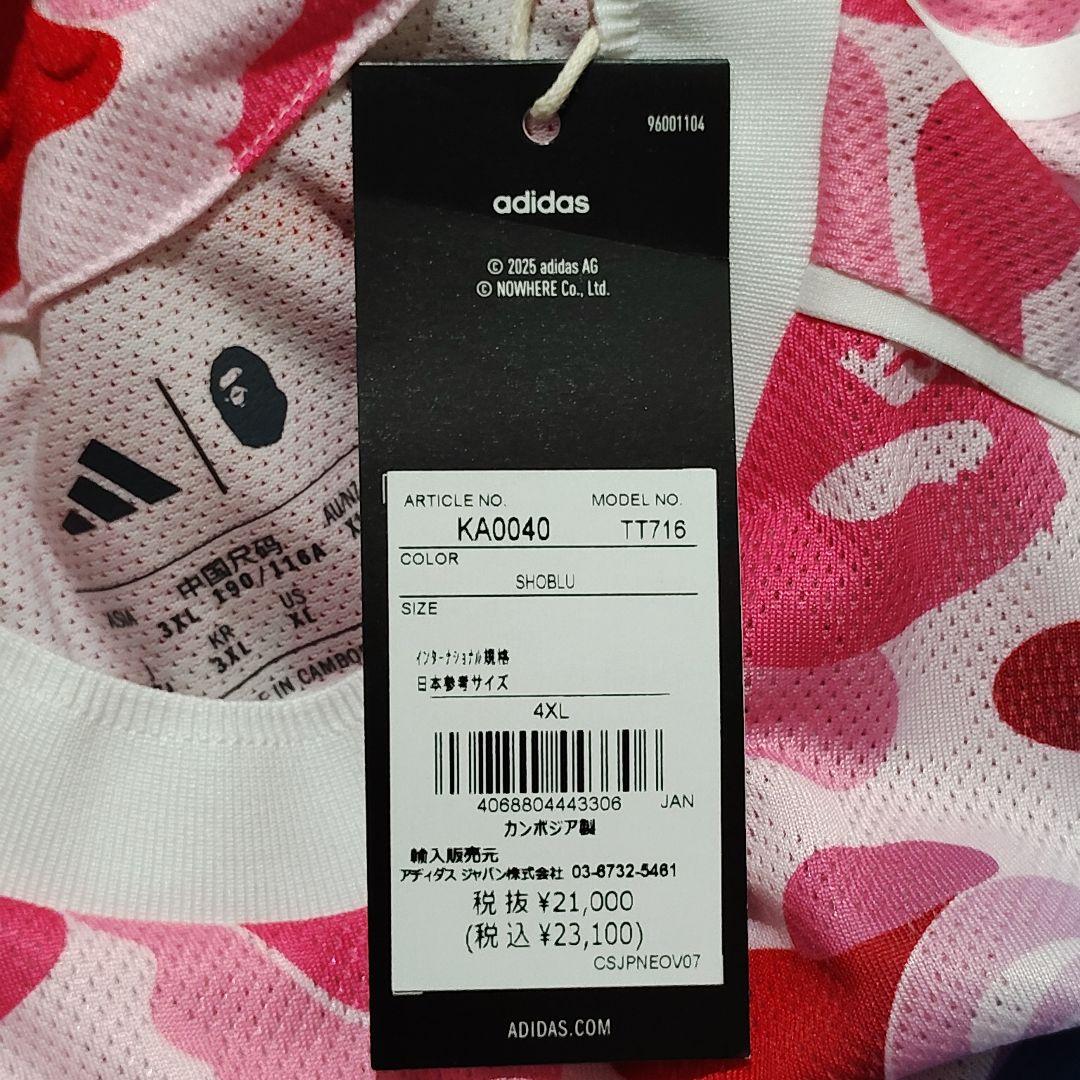 96001104
adidas
© 2025 adidas AG
© NOWHERE Co., Ltd.
ARTICLE NO. MODEL NO.
KA0040 TT716
COLOR
SHOBLU
SIZE
インターナショナル規格
日本参考サイズ
4XL
4068804443306 JAN
カンボジア製
輸入販売元
アディダス ジャパン株式会社 03-6732-5461
税抜 ¥21,000
(税込 ¥23,100)
CSJPNEOV07
ADIDAS.COM
ASIA 中国尺码 AU/NZ
3XL 190/116A
KR US
3XL XL
IN